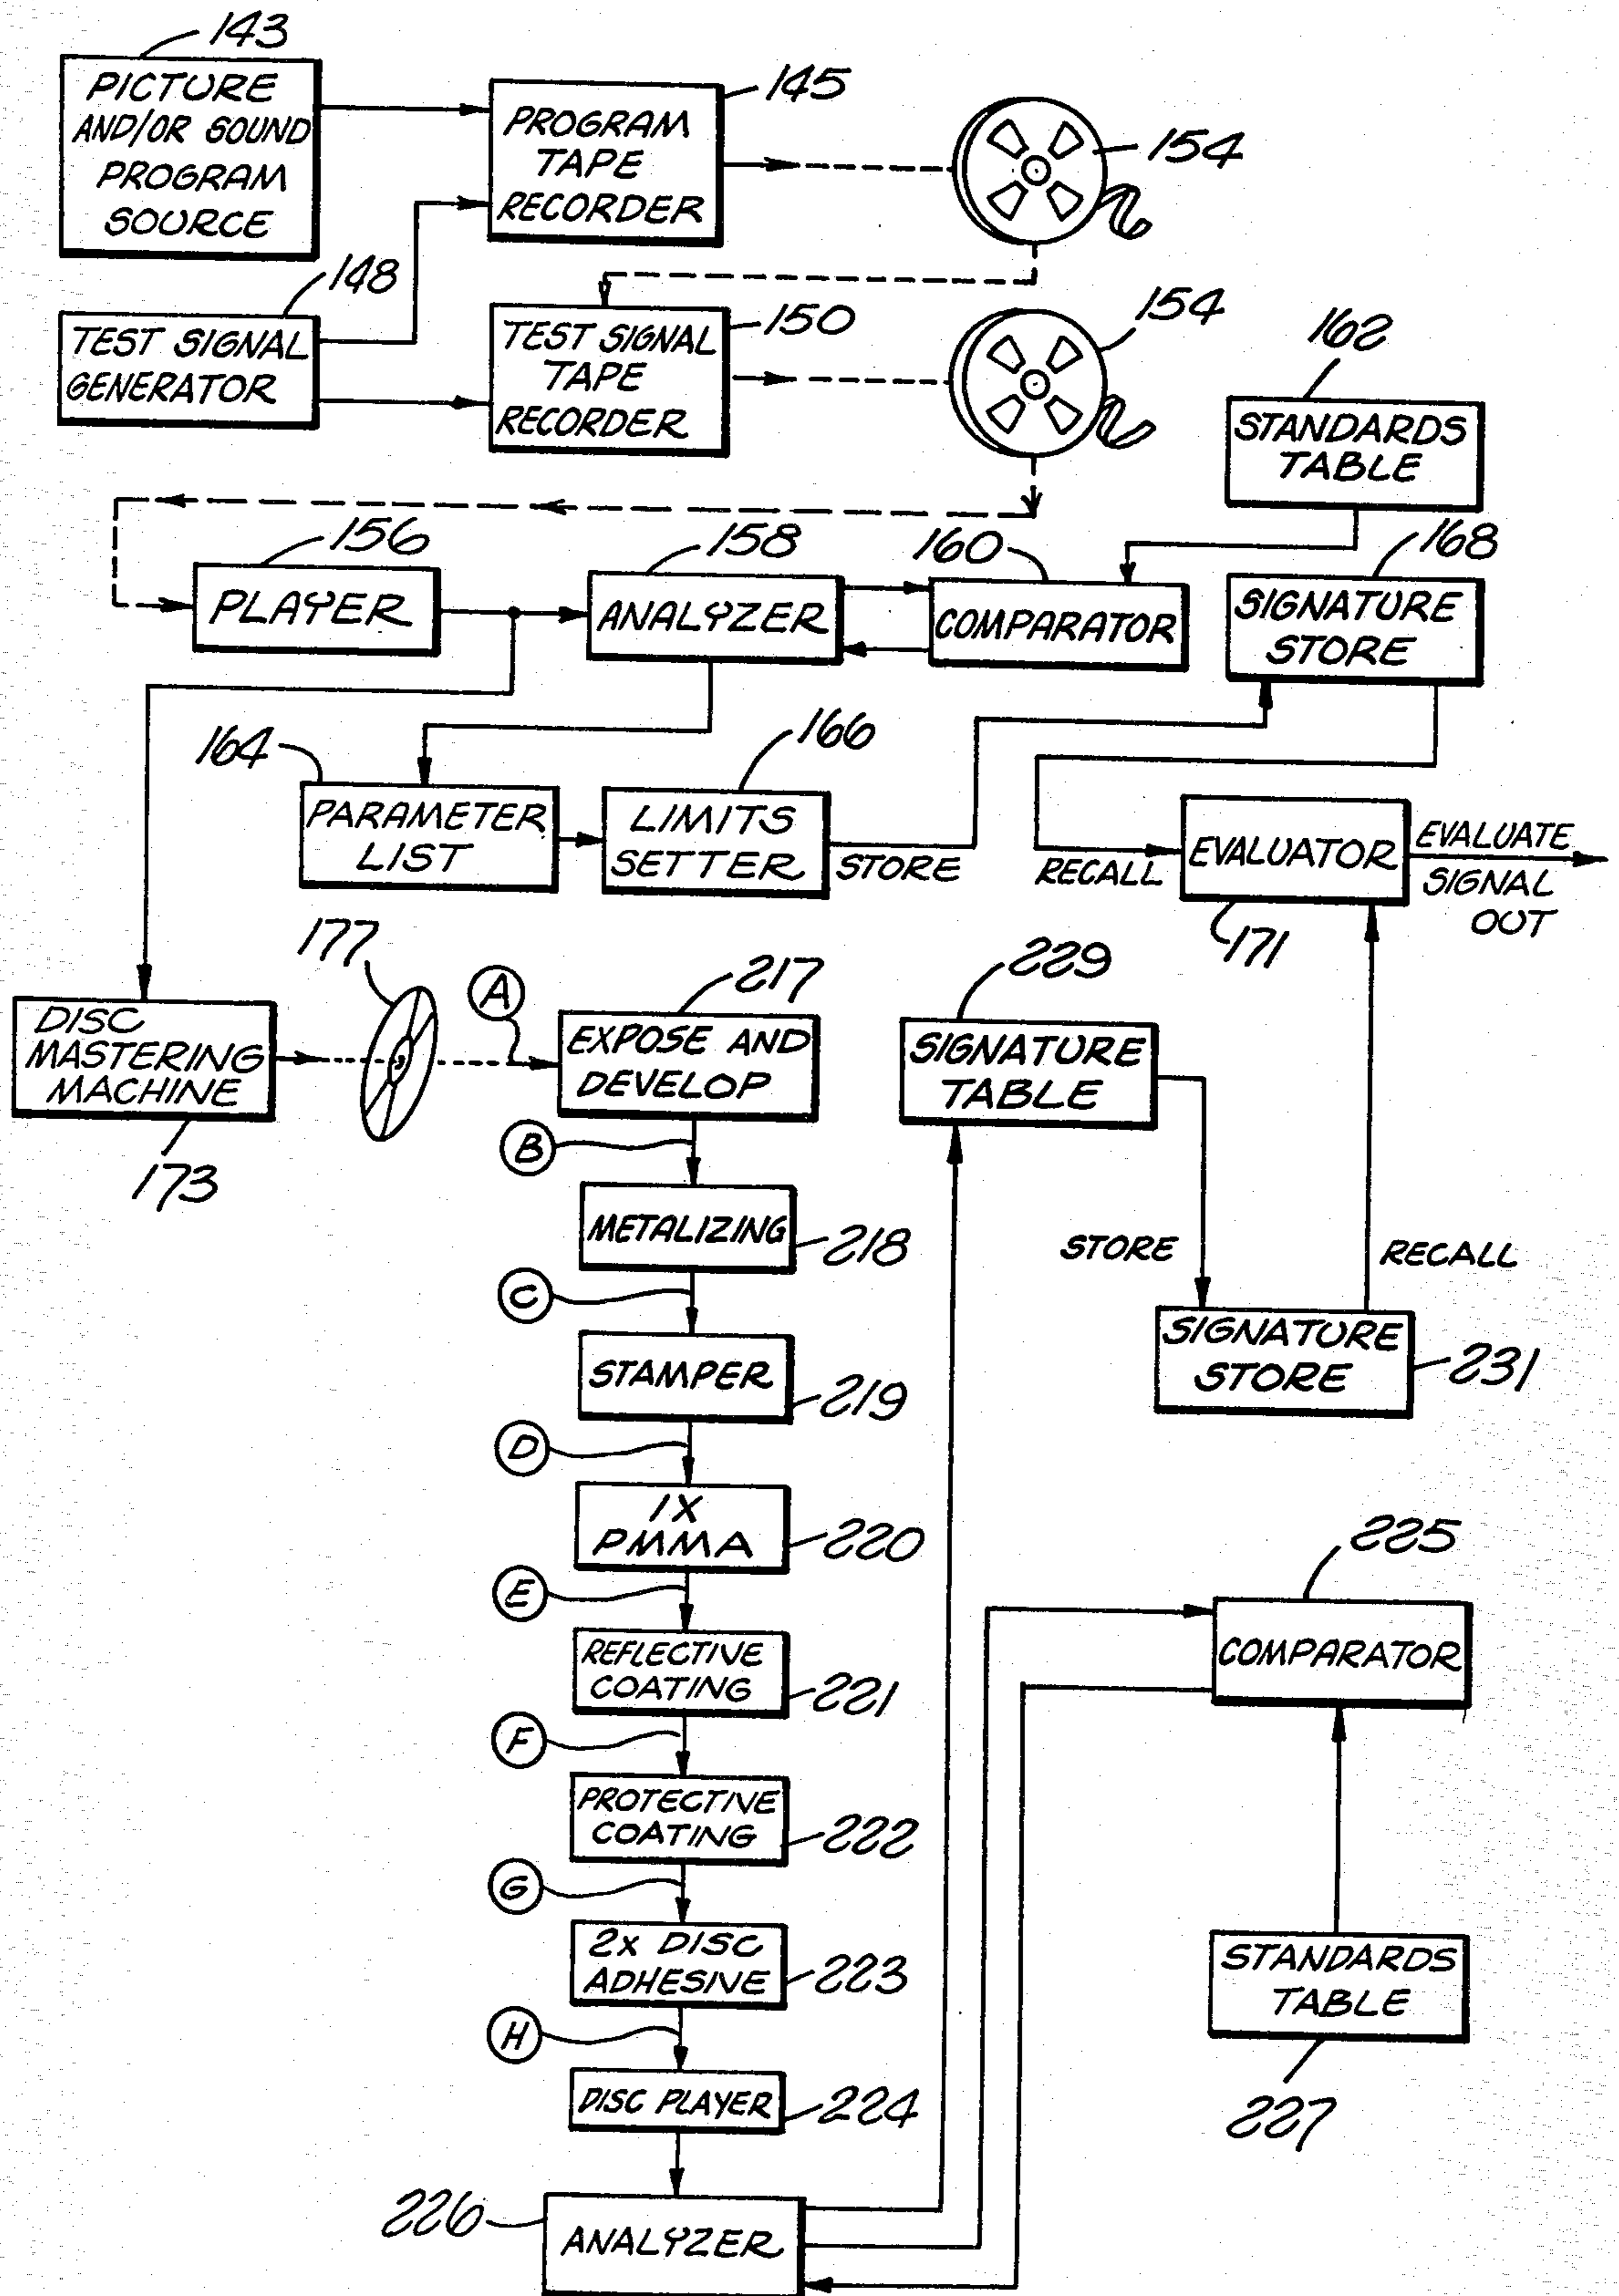 143
PICTURE
AND/OR SOUND
PROGRAM
SOURCE
145
PROGRAM
TAPE
RECORDER
154
148
TEST SIGNAL
GENERATOR
150
TEST SIGNAL
TAPE
RECORDER
154
162
STANDARDS
TABLE
156
PLAYER
158
ANALYZER
160
COMPARATOR
168
SIGNATURE
STORE
164
PARAMETER
LIST
166
LIMITS
SETTER
STORE
RECALL
EVALUATOR
171
EVALUATE
SIGNAL
OUT
DISC
MASTERING
MACHINE
173
177
A
217
EXPOSE AND
DEVELOP
229
SIGNATURE
TABLE
B
METALIZING
218
STORE
RECALL
C
STAMPER
219
SIGNATURE
STORE
231
D
1X
PMMA
220
E
REFLECTIVE
COATING
221
225
COMPARATOR
F
PROTECTIVE
COATING
222
G
2X DISC
ADHESIVE
223
STANDARDS
TABLE
227
H
DISC PLAYER
224
226
ANALYZER